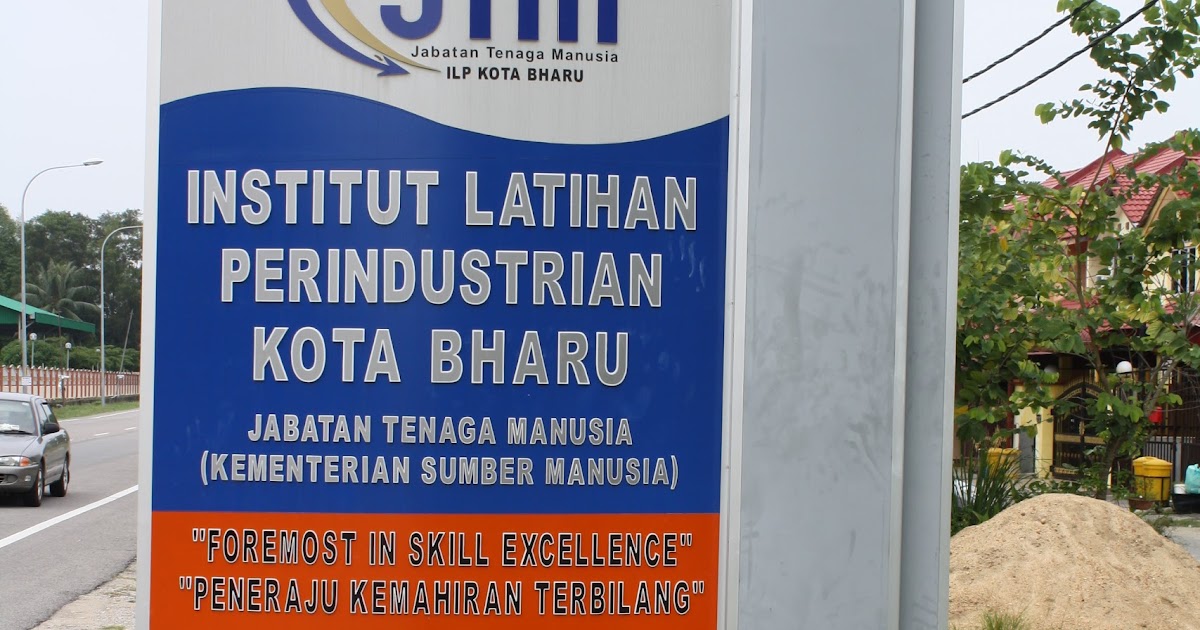 JTM
Jabatan Tenaga Manusia
ILP KOTA BHARU
INSTITUT LATIHAN
PERINDUSTRIAN
KOTA BHARU
JABATAN TENAGA MANUSIA
(KEMENTERIAN SUMBER MANUSIA)
"FOREMOST IN SKILL EXCELLENCE"
"PENERAJU KEMAHIRAN TERBILANG"